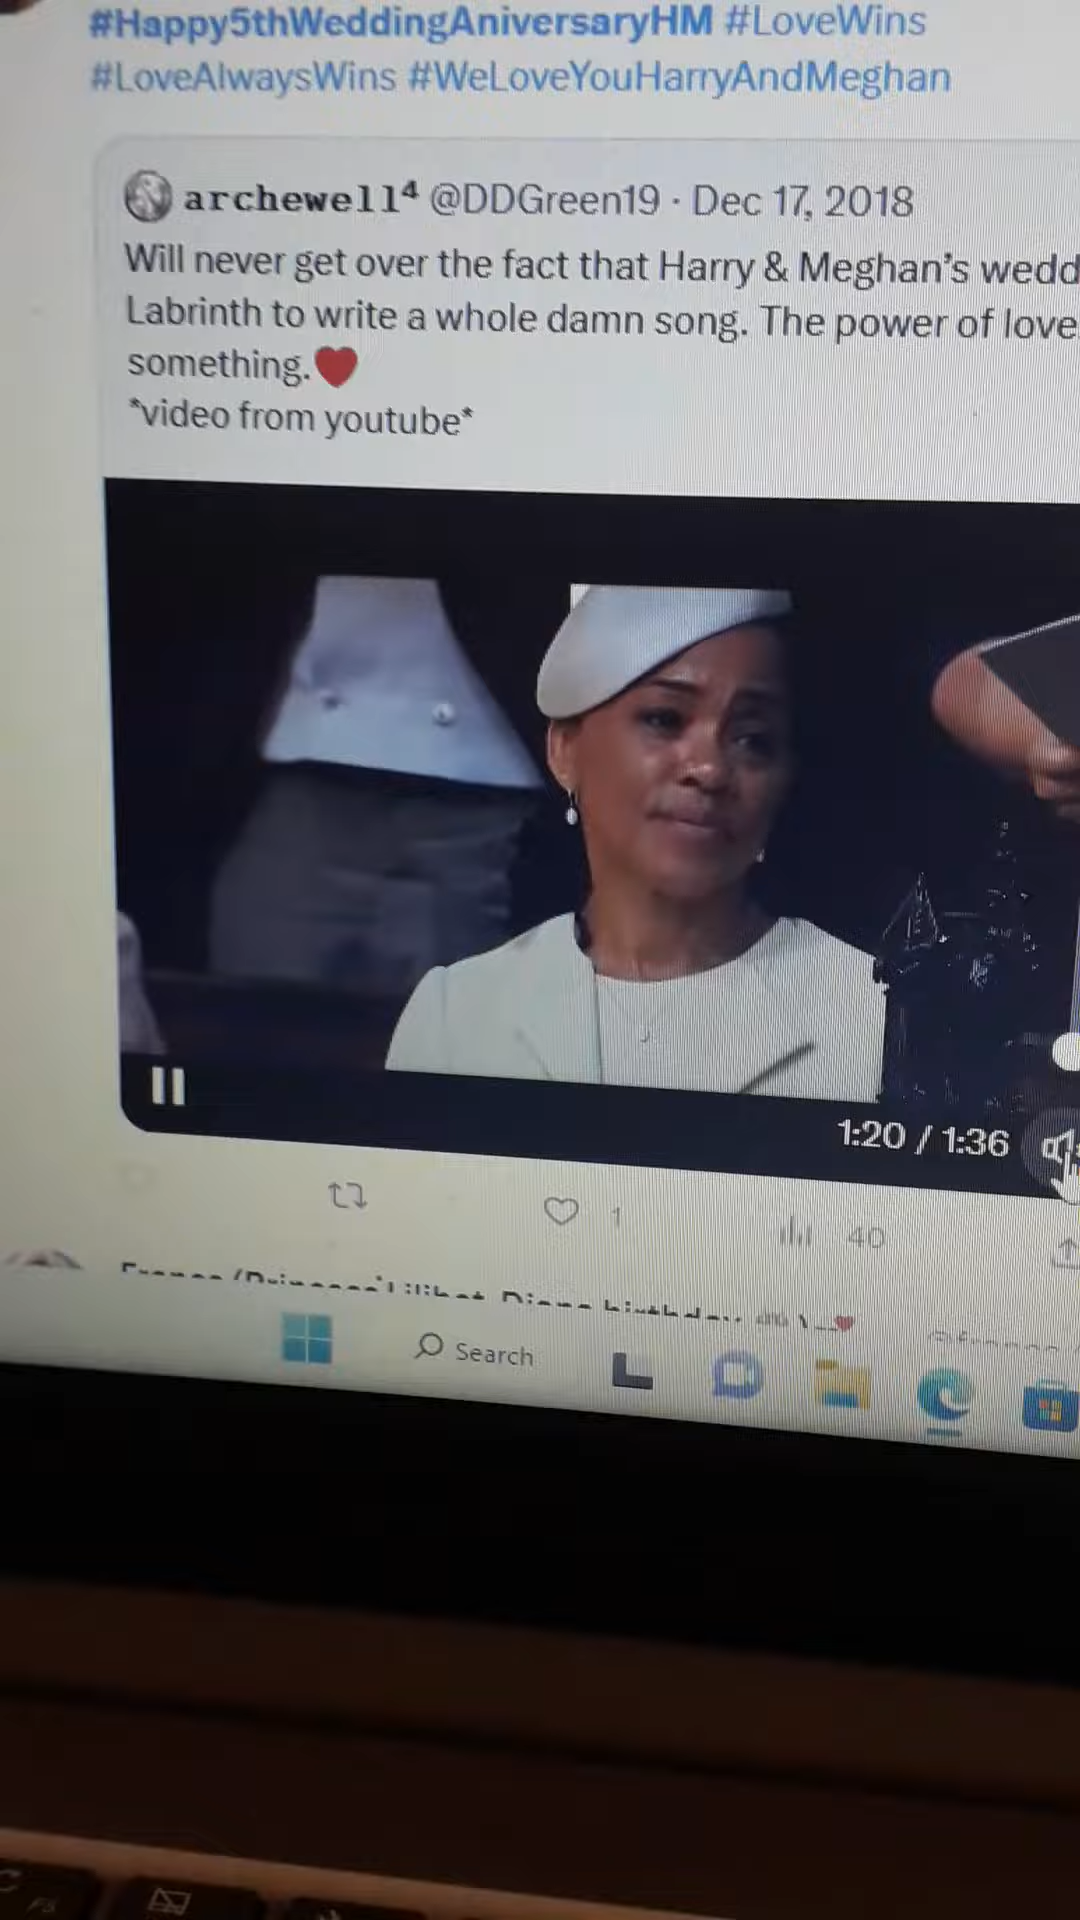 #Happy5thWeddingAniversaryHM #LoveWins
#LoveAlwaysWins #WeLoveYouHarryAndMeghan
archewell⁴ @DDGreen19 · Dec 17, 2018
Will never get over the fact that Harry & Meghan's wedd
Labrinth to write a whole damn song. The power of love
something.❤️
*video from youtube*
1:20 / 1:36
1
40
Search
F5